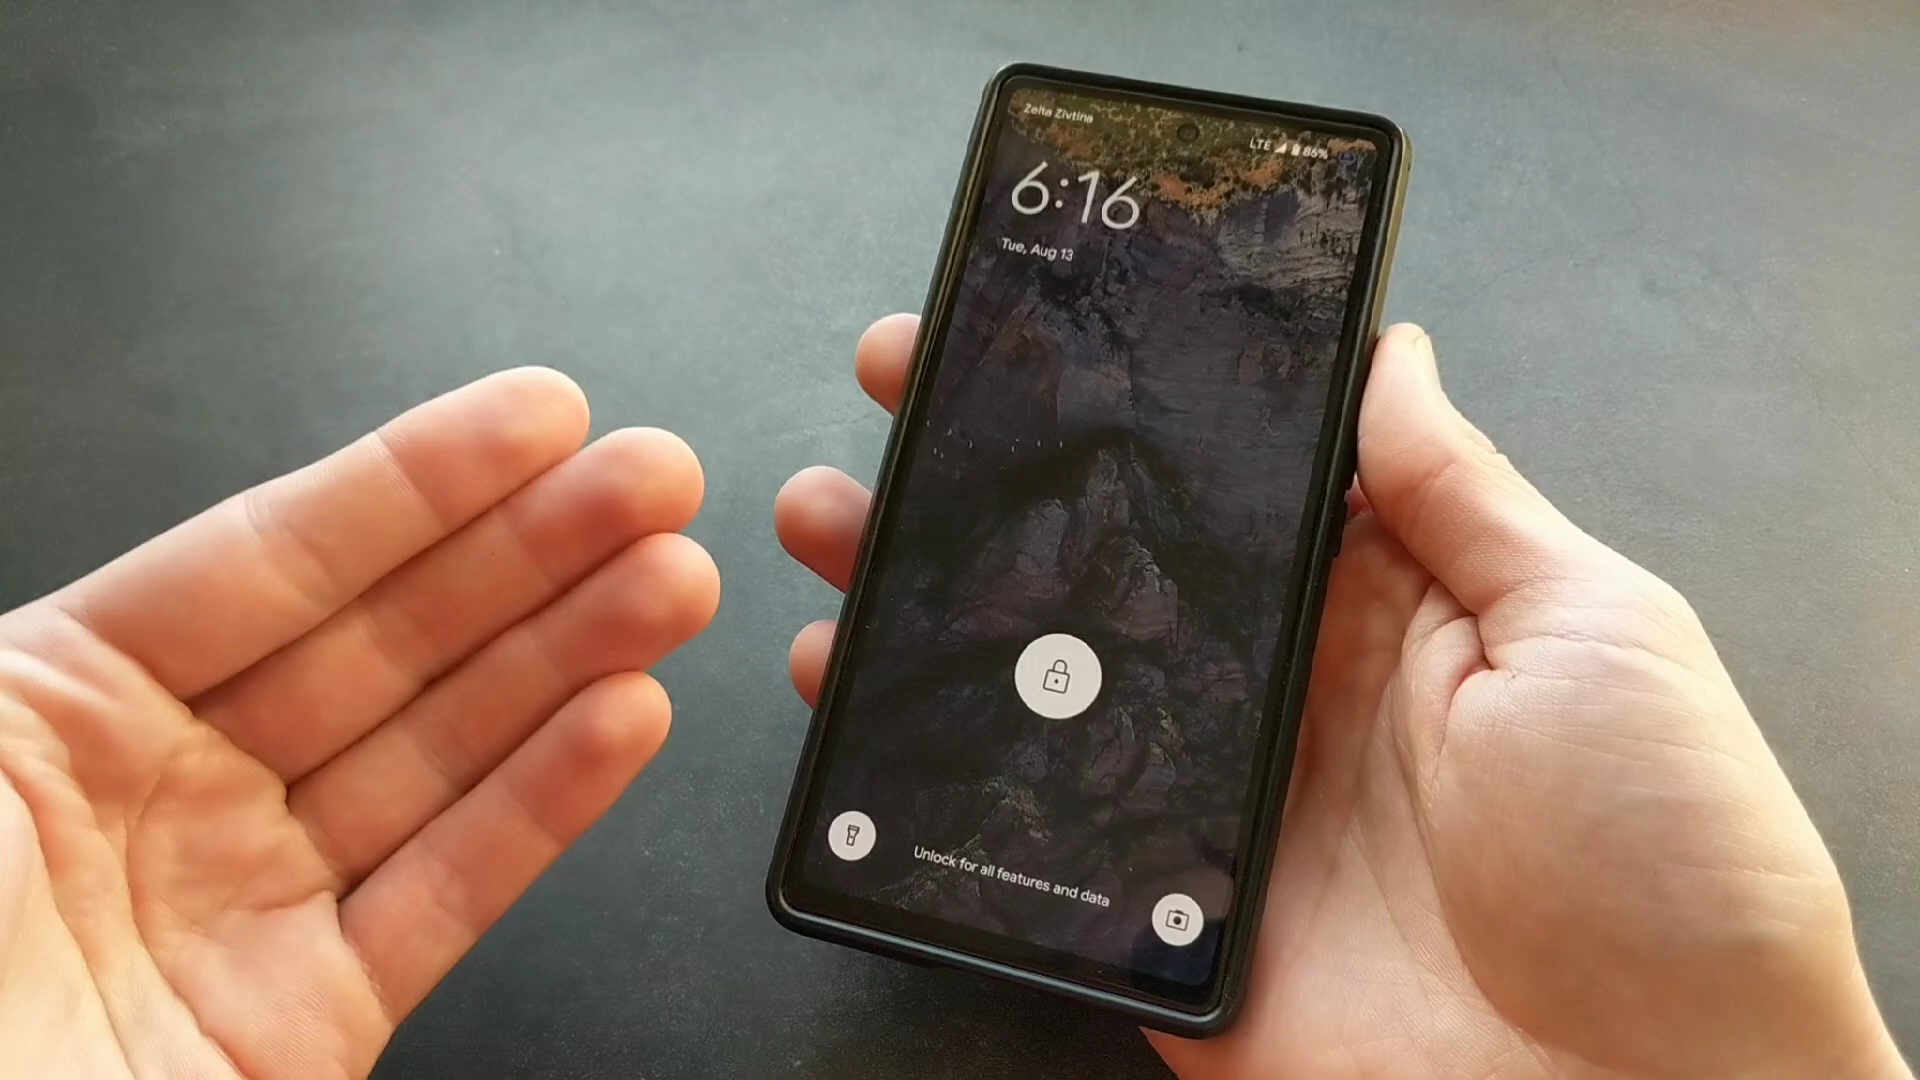 Zelta Zivtina
LTE 86%
6:16
Tue, Aug 13
Unlock for all features and data